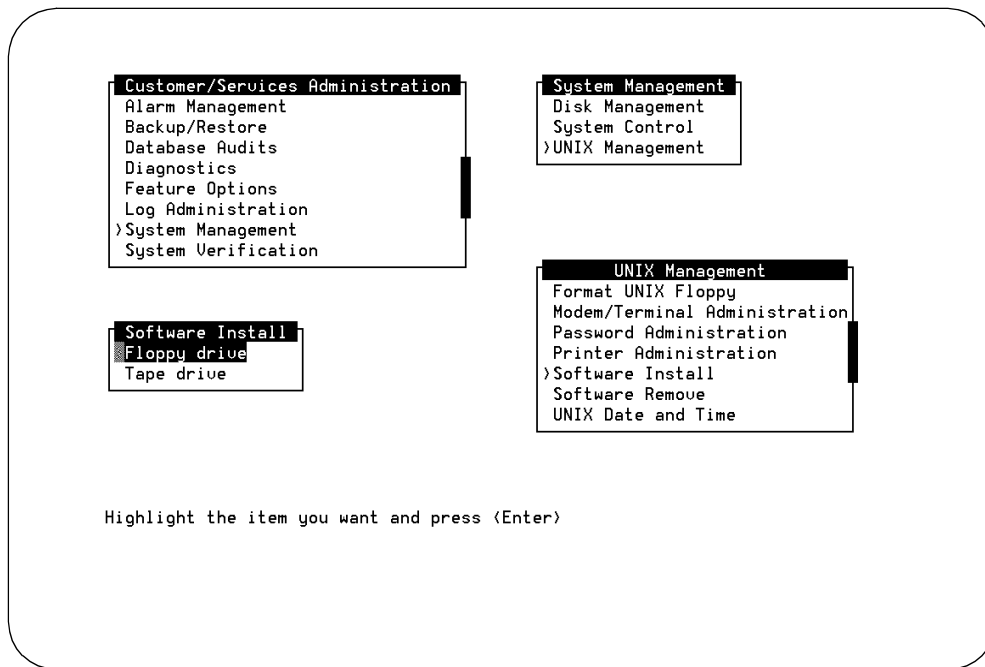 Customer/Services Administration
Alarm Management
Backup/Restore
Database Audits
Diagnostics
Feature Options
Log Administration
>System Management
System Verification
System Management
Disk Management
System Control
>UNIX Management
UNIX Management
Format UNIX Floppy
Modem/Terminal Administration
Password Administration
Printer Administration
>Software Install
Software Remove
UNIX Date and Time
Software Install
Floppy drive
Tape drive
Highlight the item you want and press <Enter>